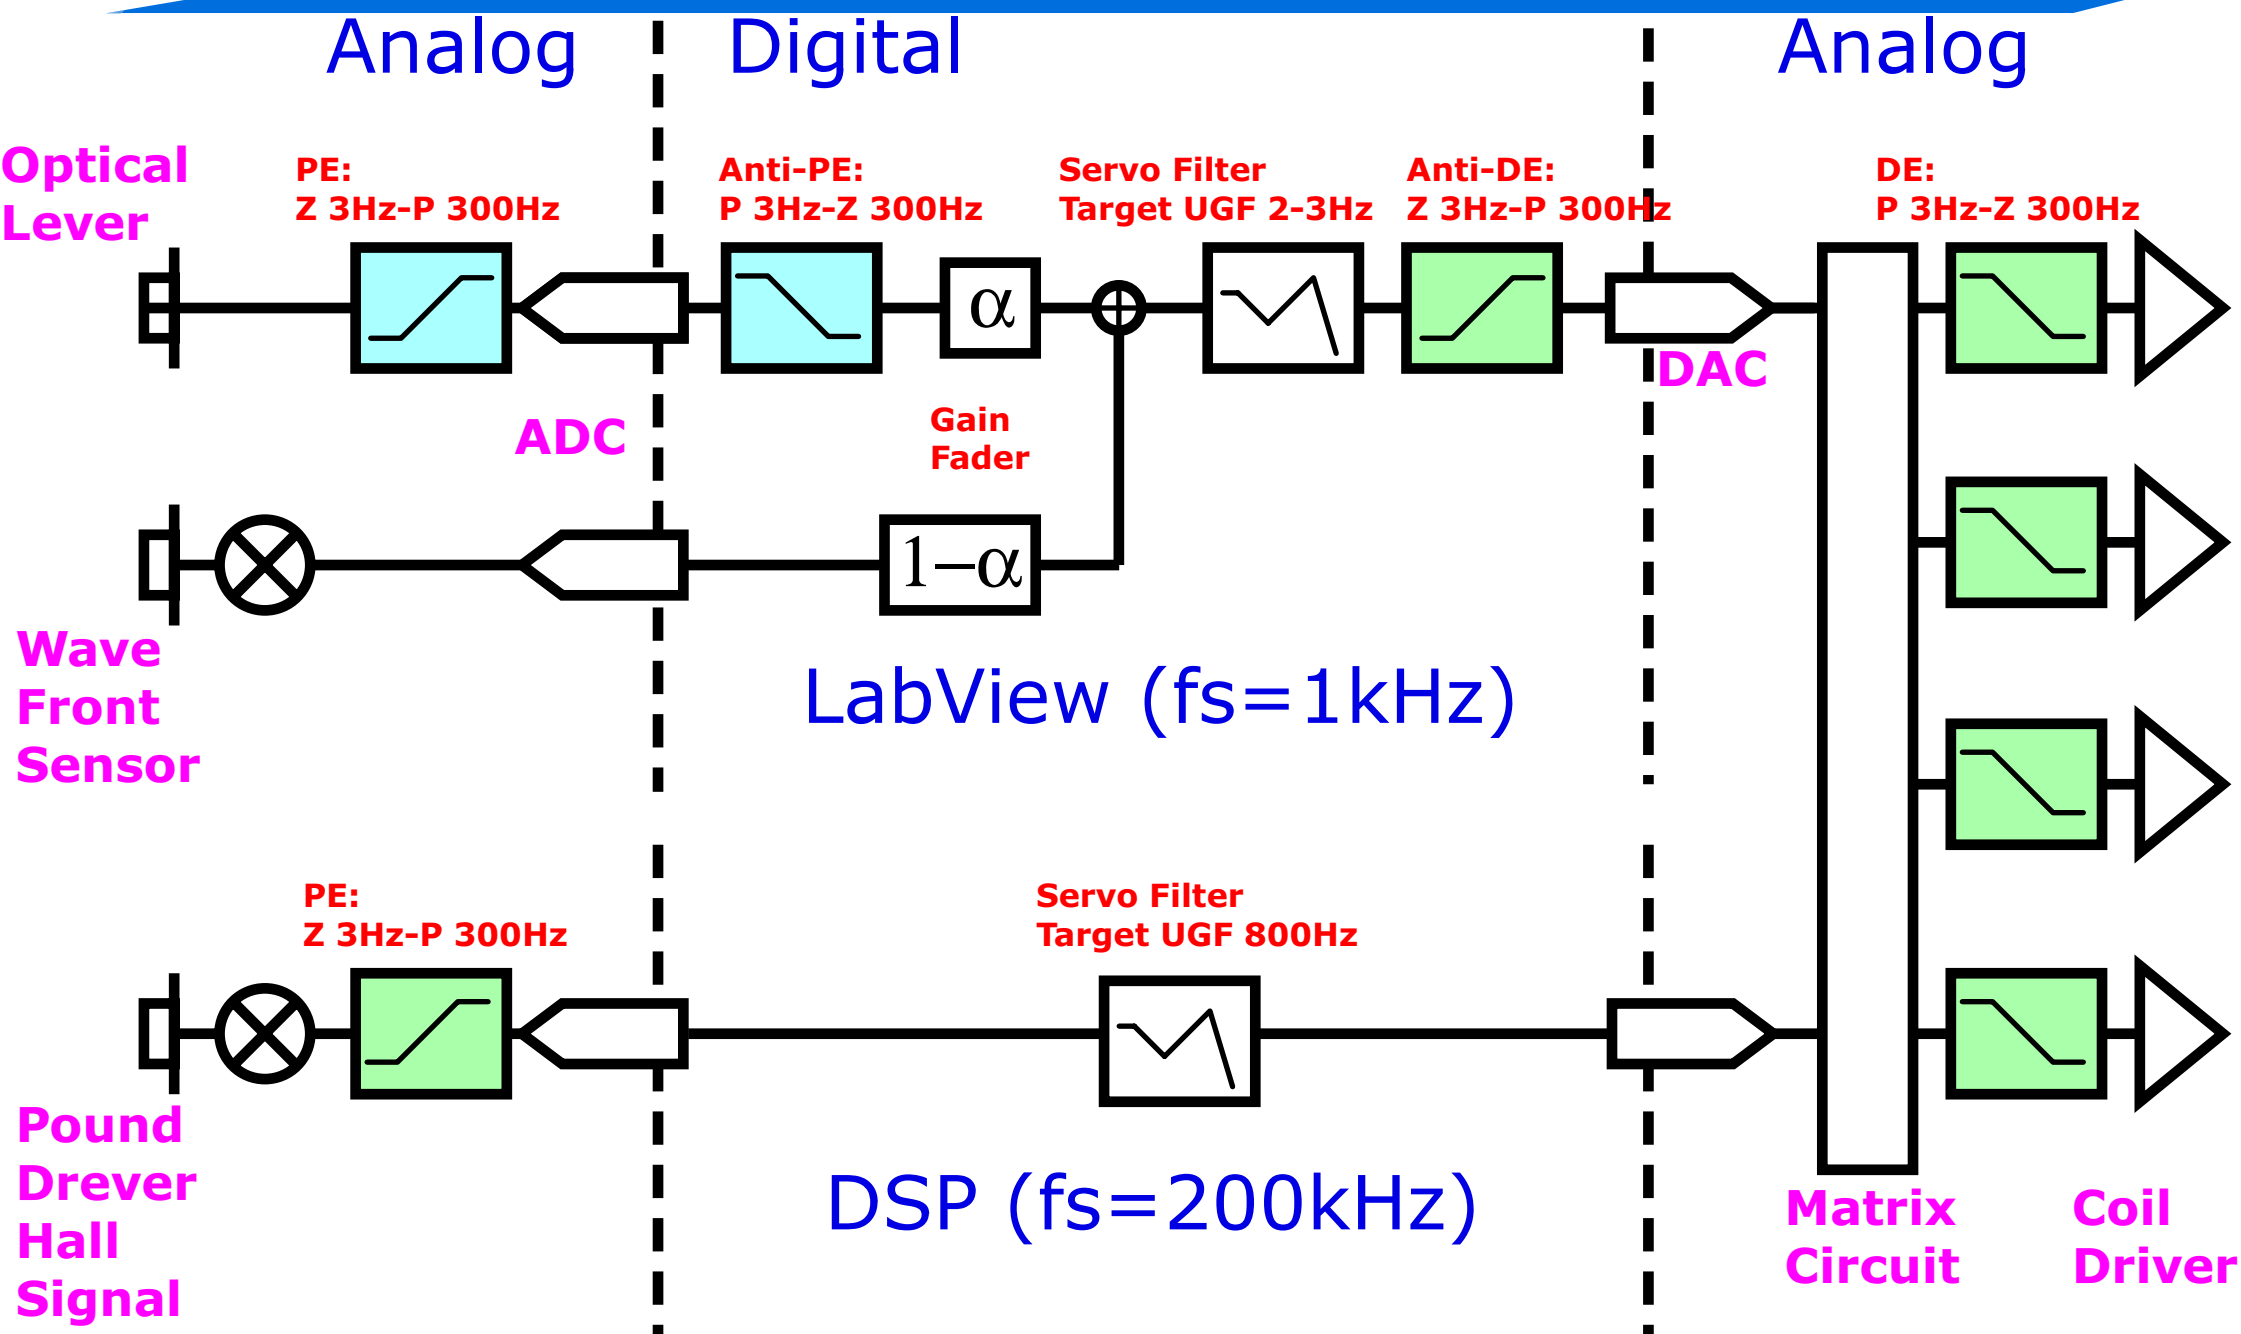 Analog
Digital
Analog
Optical
Lever
PE:
Z 3Hz-P 300Hz
Anti-PE:
P 3Hz-Z 300Hz
Servo Filter
Target UGF 2-3Hz
Anti-DE:
Z 3Hz-P 300Hz
DE:
P 3Hz-Z 300Hz
α
DAC
ADC
Gain
Fader
1−α
Wave
Front
Sensor
LabView (fs=1kHz)
PE:
Z 3Hz-P 300Hz
Servo Filter
Target UGF 800Hz
Pound
Drever
Hall
Signal
DSP (fs=200kHz)
Matrix
Circuit
Coil
Driver